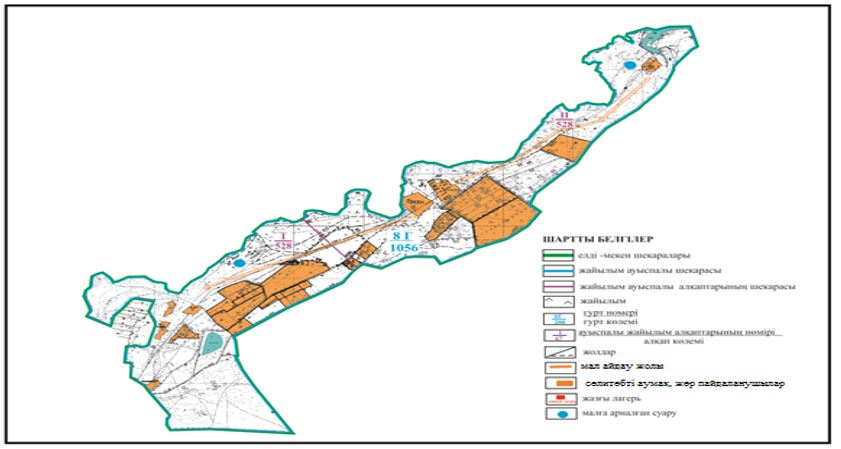 II
528
I
528
8 Г
1056
ШАРТТЫ БЕЛГІЛЕР
елді -мекен шекаралары
жайылым ауыспалы шекарасы
жайылым ауыспалы алқаптарының шекарасы
жайылым
гурт номері
гурт көлемі
ауыспалы жайылым алқаптарының нөмірі
алқап көлемі
жолдар
мал айдау жолы
селитебті аумақ, жер пайдаланушылар
жазғы лагерь
малға арналған суару